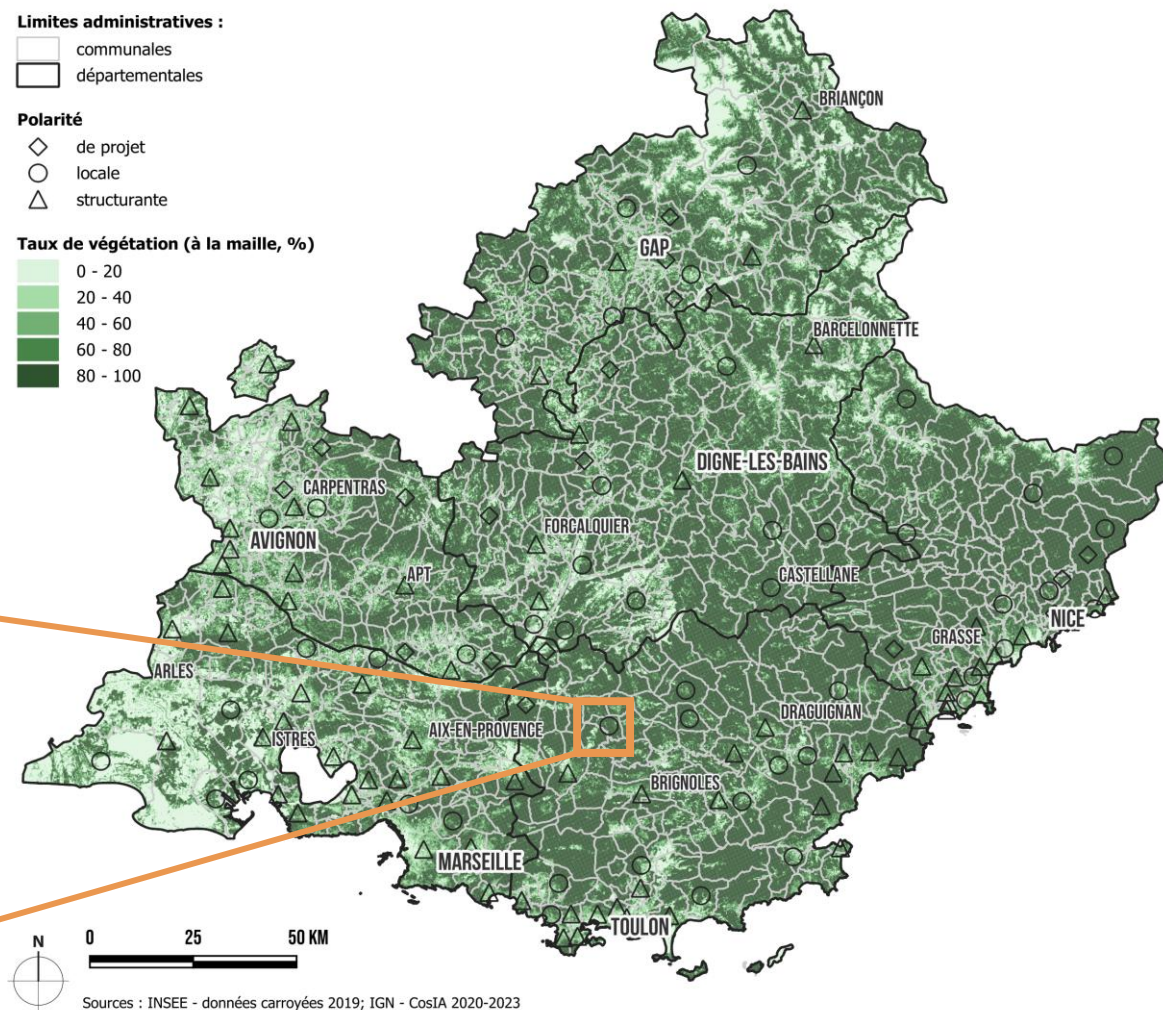 Limites administratives :
communales
départementales
Polarité
de projet
locale
structurante
Taux de végétation (à la maille, %)
0 - 20
20 - 40
40 - 60
60 - 80
80 - 100
BRIANÇON
GAP
BARCELONNETTE
DIGNE-LES-BAINS
CARPENTRAS
FORCALQUIER
AVIGNON
APT
CASTELLANE
NICE
GRASSE
ARLES
DRAGUIGNAN
AIX-EN-PROVENCE
ISTRES
BRIGNOLES
MARSEILLE
TOULON
N
0 25 50 KM
Sources : INSEE - données carroyées 2019; IGN - CosIA 2020-2023